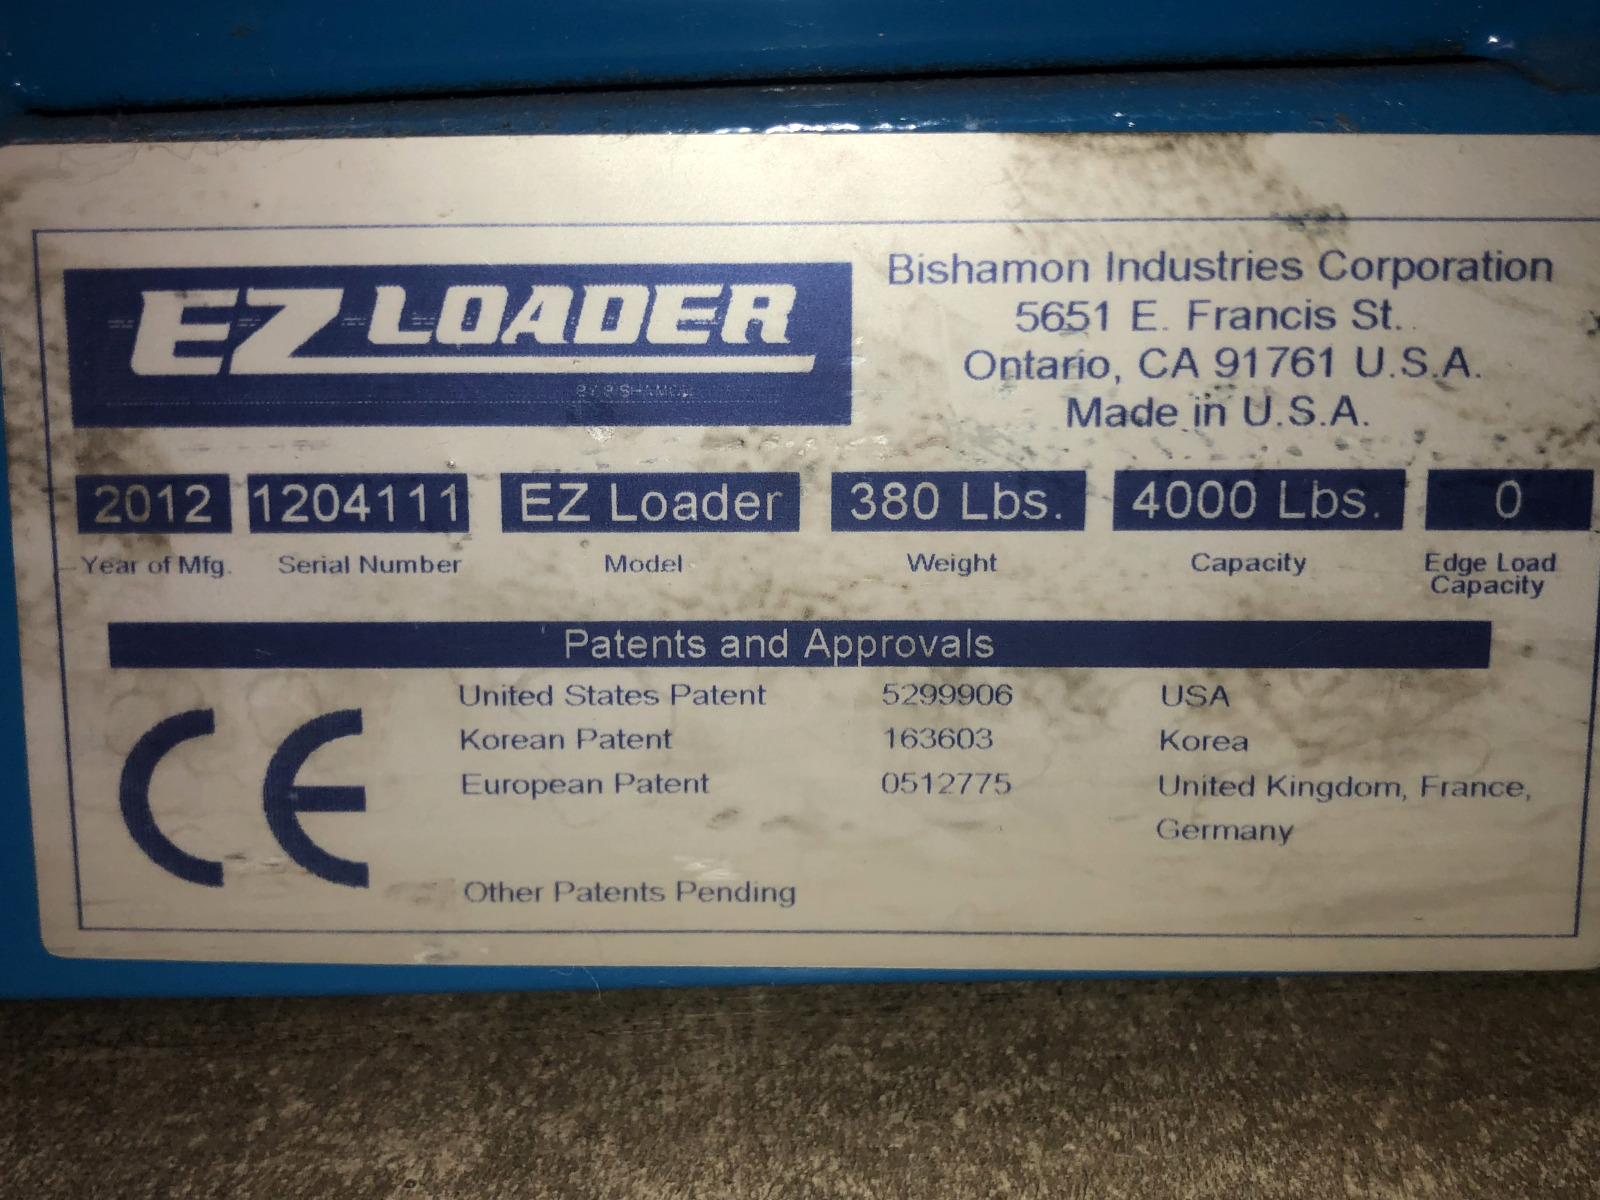 EZ LOADER
BY BISHAMON
Bishamon Industries Corporation
5651 E. Francis St.
Ontario, CA 91761 U.S.A.
Made in U.S.A.
2012 1204111 EZ Loader 380 Lbs. 4000 Lbs. 0
Year of Mfg. Serial Number Model Weight Capacity Edge Load
Capacity
Patents and Approvals
CE
United States Patent 5299906 USA
Korean Patent 163603 Korea
European Patent 0512775 United Kingdom, France,
Germany
Other Patents Pending